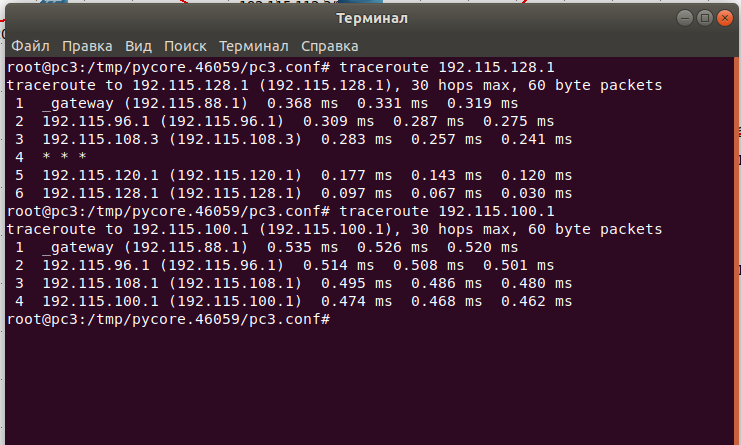 Терминал
Файл Правка Вид Поиск Терминал Справка
root@pc3:/tmp/pycore.46059/pc3.conf# traceroute 192.115.128.1
traceroute to 192.115.128.1 (192.115.128.1), 30 hops max, 60 byte packets
1 _gateway (192.115.88.1) 0.368 ms 0.331 ms 0.319 ms
2 192.115.96.1 (192.115.96.1) 0.309 ms 0.287 ms 0.275 ms
3 192.115.108.3 (192.115.108.3) 0.283 ms 0.257 ms 0.241 ms
4 * * *
5 192.115.120.1 (192.115.120.1) 0.177 ms 0.143 ms 0.120 ms
6 192.115.128.1 (192.115.128.1) 0.097 ms 0.067 ms 0.030 ms
root@pc3:/tmp/pycore.46059/pc3.conf# traceroute 192.115.100.1
traceroute to 192.115.100.1 (192.115.100.1), 30 hops max, 60 byte packets
1 _gateway (192.115.88.1) 0.535 ms 0.526 ms 0.520 ms
2 192.115.96.1 (192.115.96.1) 0.514 ms 0.508 ms 0.501 ms
3 192.115.108.1 (192.115.108.1) 0.495 ms 0.486 ms 0.480 ms
4 192.115.100.1 (192.115.100.1) 0.474 ms 0.468 ms 0.462 ms
root@pc3:/tmp/pycore.46059/pc3.conf#